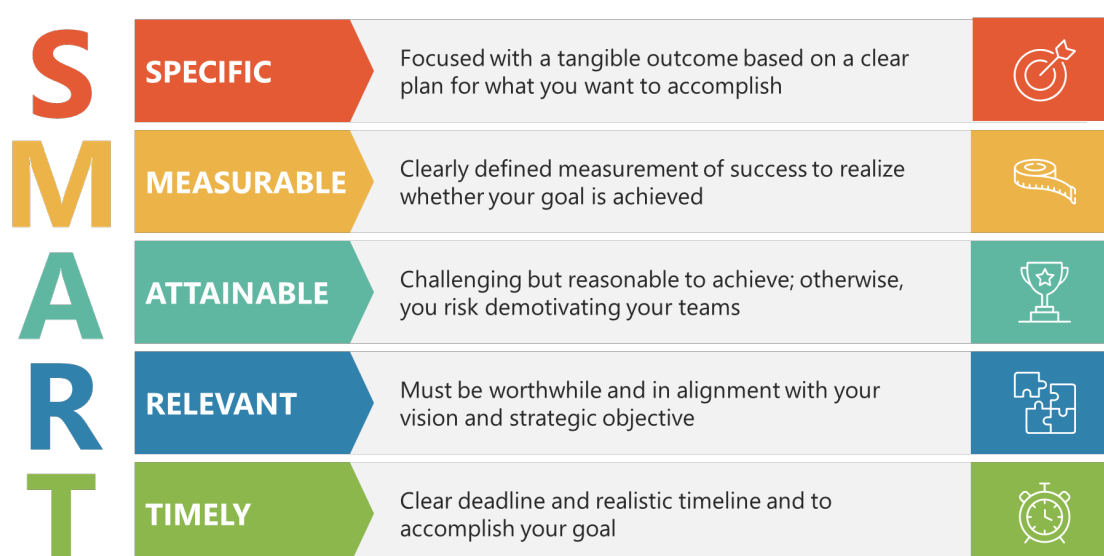 S
SPECIFIC
Focused with a tangible outcome based on a clear
plan for what you want to accomplish
M
MEASURABLE
Clearly defined measurement of success to realize
whether your goal is achieved
A
ATTAINABLE
Challenging but reasonable to achieve; otherwise,
you risk demotivating your teams
R
RELEVANT
Must be worthwhile and in alignment with your
vision and strategic objective
T
TIMELY
Clear deadline and realistic timeline and to
accomplish your goal